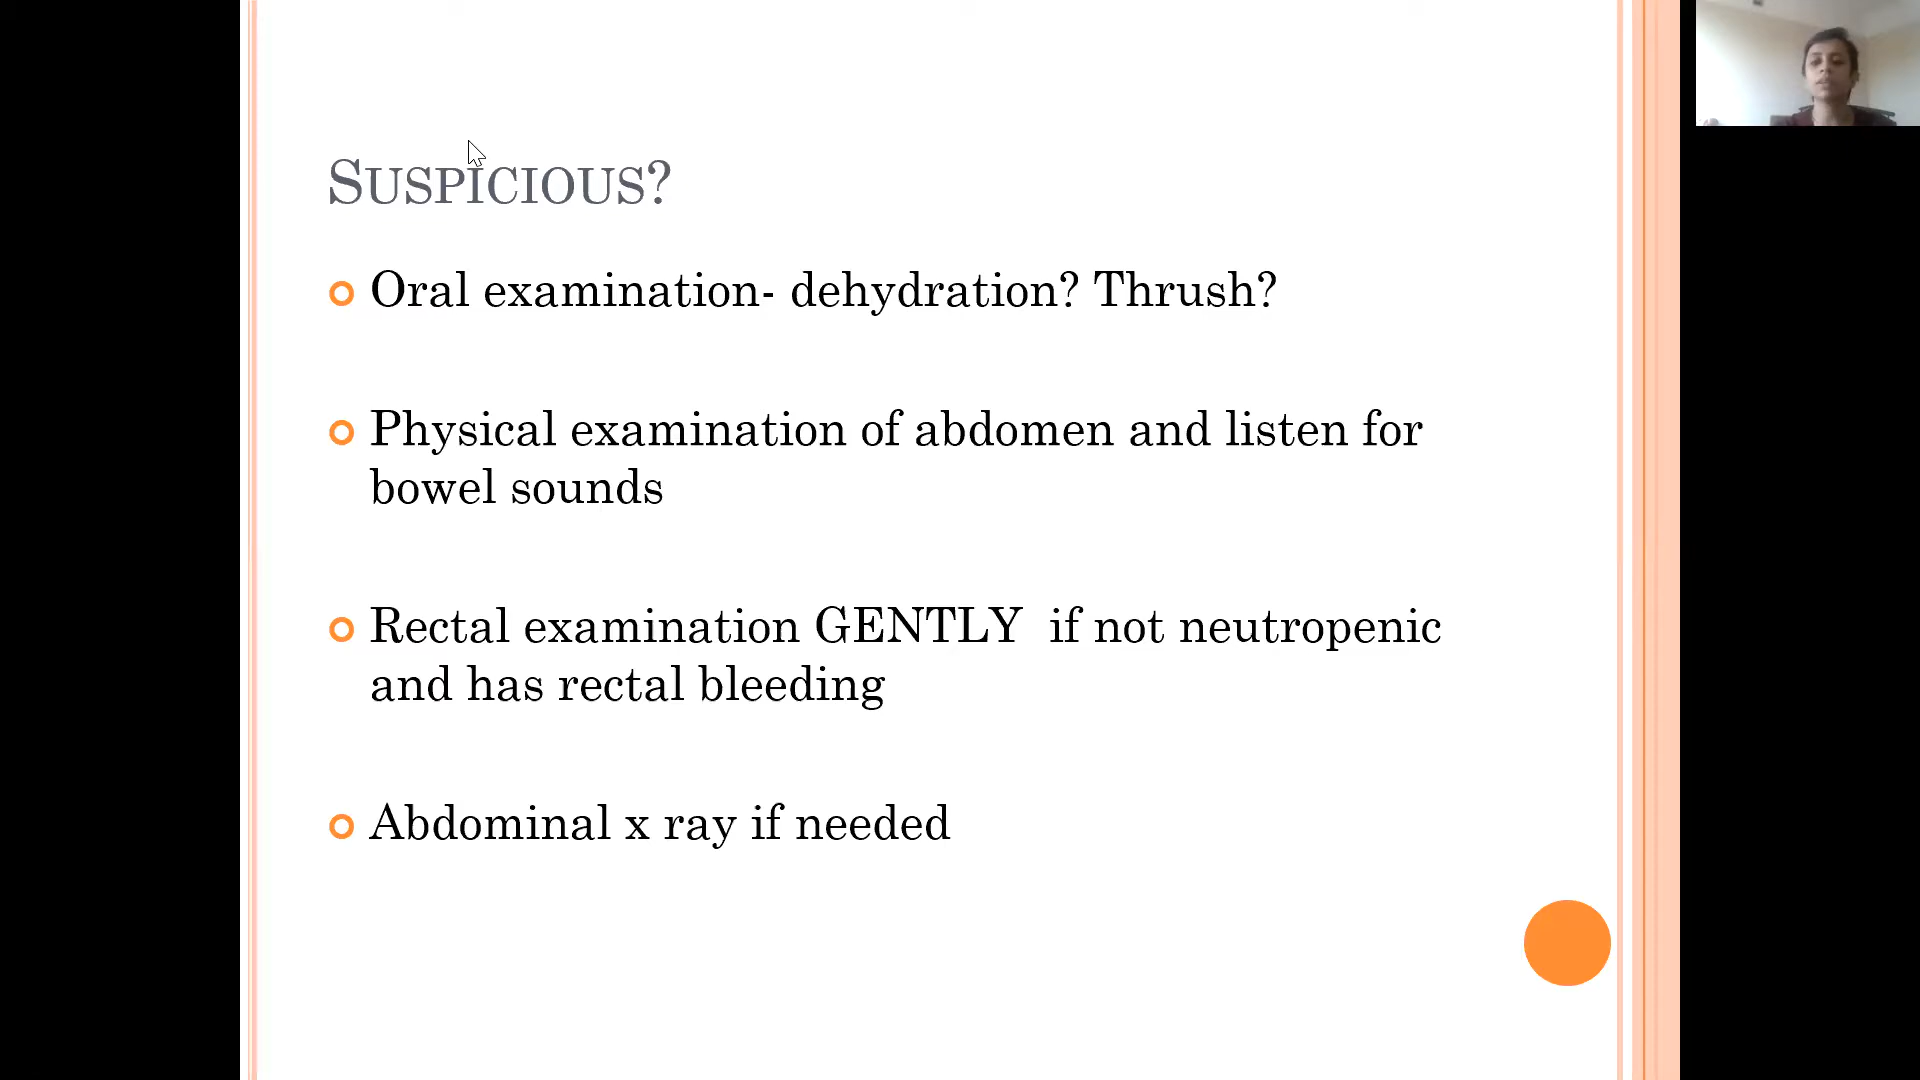 SUSPICIOUS?
Oral examination- dehydration? Thrush?
Physical examination of abdomen and listen for
bowel sounds
Rectal examination GENTLY if not neutropenic
and has rectal bleeding
Abdominal x ray if needed